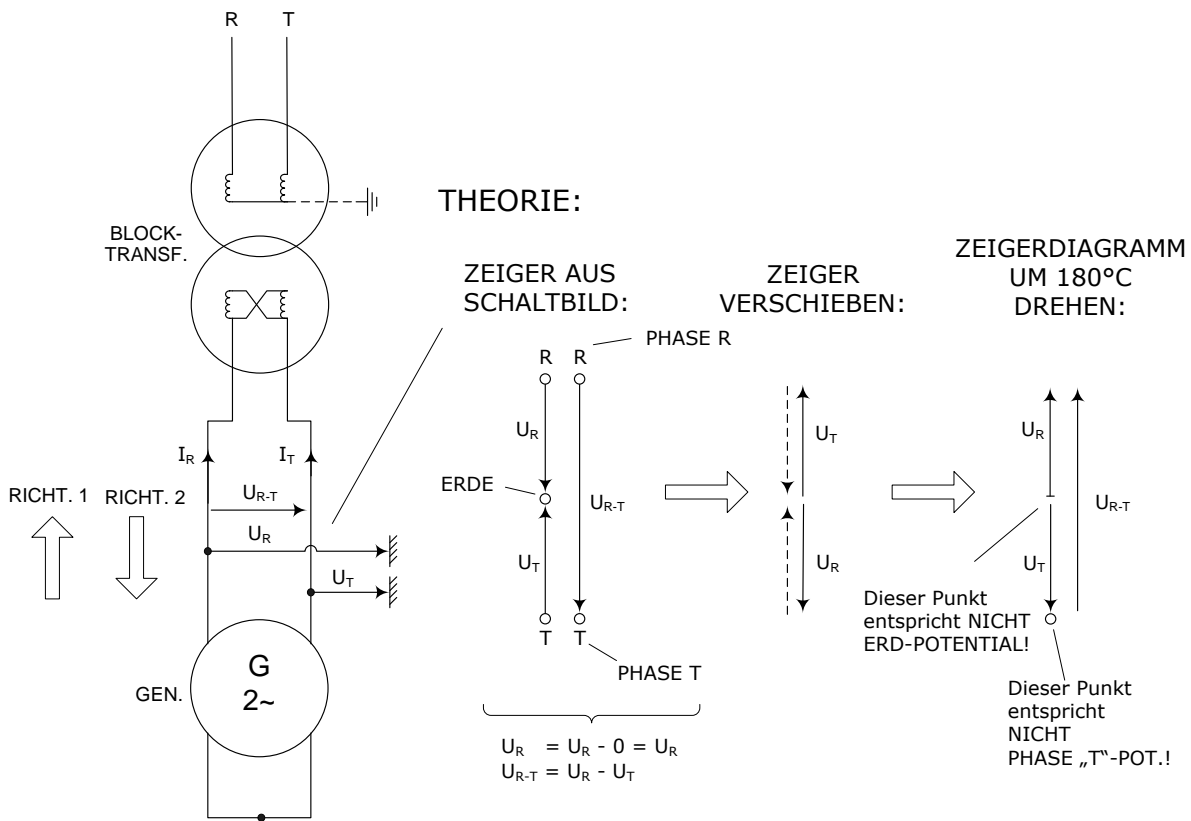 R T
BLOCK-
TRANSF.
I_R I_T
RICHT. 1 RICHT. 2
U_R-T
U_R
U_T
GEN.
G
2~
THEORIE:
ZEIGER AUS
SCHALTBILD:
PHASE R
R R
U_R
ERDE
U_R-T
U_T
T T
PHASE T
U_R = U_R - 0 = U_R
U_R-T = U_R - U_T
ZEIGER
VERSCHIEBEN:
U_T
U_R
ZEIGERDIAGRAMM
UM 180°C
DREHEN:
U_R
U_R-T
U_T
Dieser Punkt
entspricht NICHT
ERD-POTENTIAL!
Dieser Punkt
entspricht
NICHT
PHASE „T“-POT.!